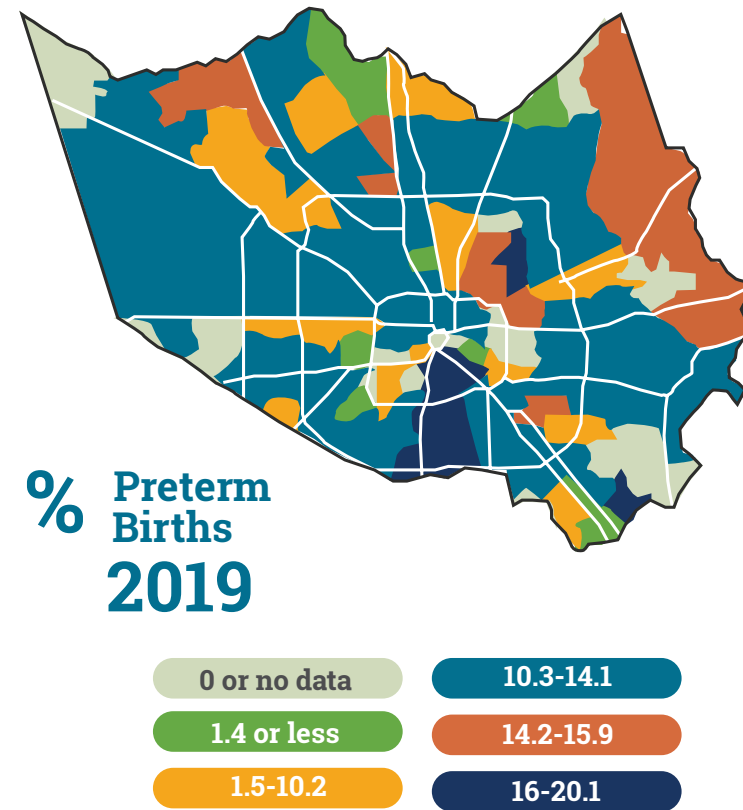 % Preterm
Births
2019
0 or no data
1.4 or less
1.5-10.2
10.3-14.1
14.2-15.9
16-20.1